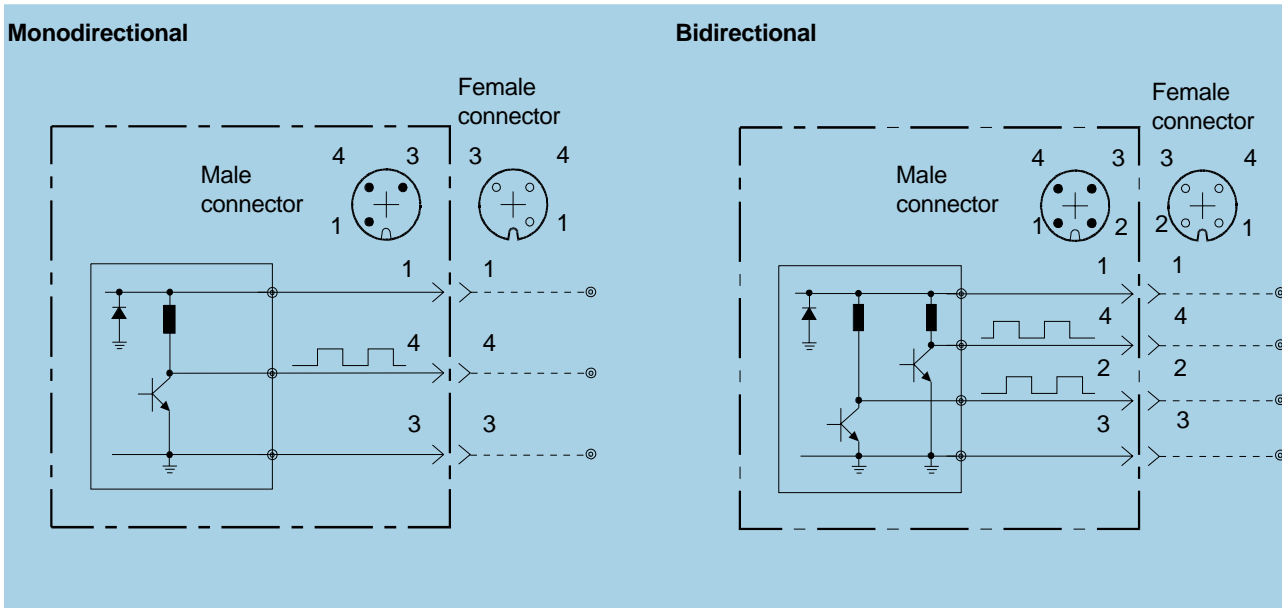 Monodirectional
Bidirectional
Female
connector
Male
connector
4 3
3 4
1
1
1 1
4 4
3 3
Female
connector
Male
connector
4 3
3 4
1 2
2 1
1 1
4 4
2 2
3 3